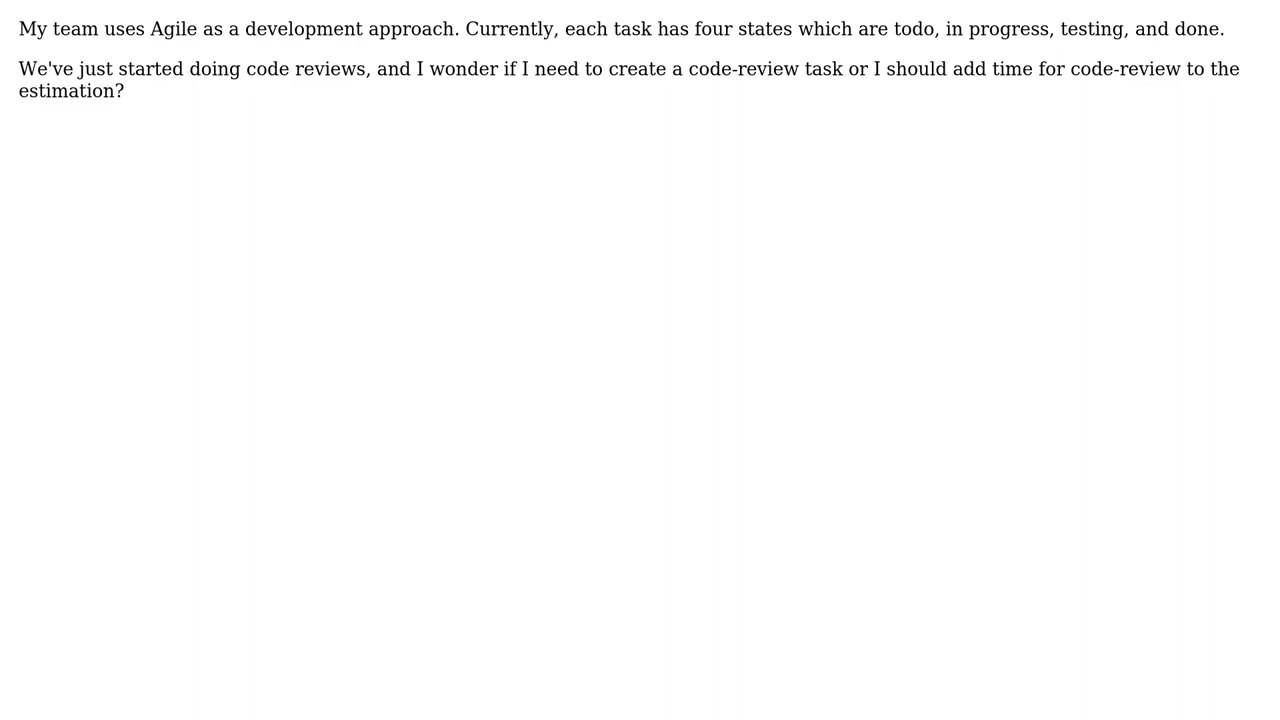 My team uses Agile as a development approach. Currently, each task has four states which are todo, in progress, testing, and done.
We've just started doing code reviews, and I wonder if I need to create a code-review task or I should add time for code-review to the
estimation?